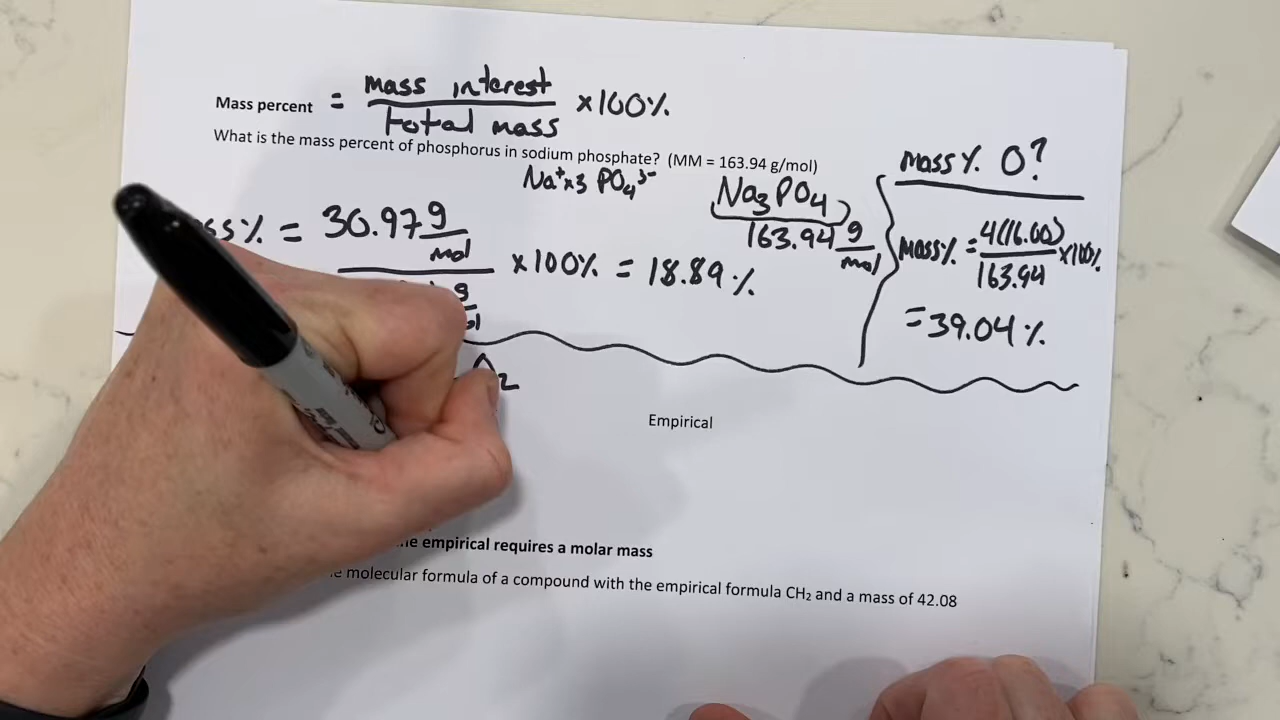 Mass percent = mass interest / total mass ×100%
What is the mass percent of phosphorus in sodium phosphate? (MM = 163.94 g/mol)
Na⁺×3 PO₄³⁻
Na₃PO₄
163.94 g/mol
= 30.97 g/mol ×100% = 18.89%
Mass% O?
Mass% = 4(16.00) / 163.94 ×100%
= 39.04%
Empirical
empirical requires a molar mass
molecular formula of a compound with the empirical formula CH₂ and a mass of 42.08